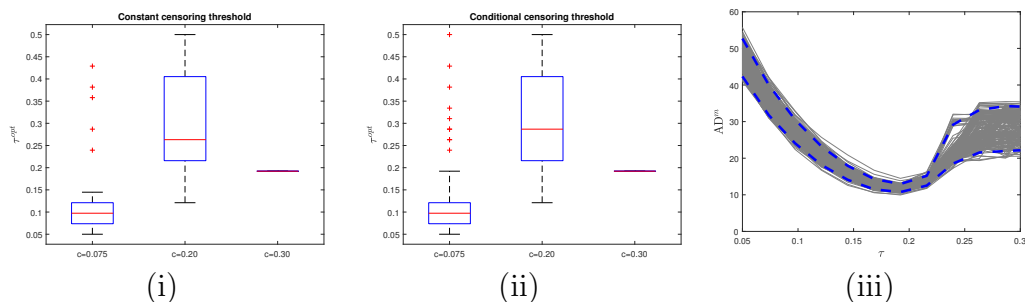 Constant censoring threshold
0.5
0.45
0.4
0.35
0.3
0.25
0.2
0.15
0.1
0.05
τ^opt
c=0.075 c=0.20 c=0.30
(i)
Conditional censoring threshold
0.5
0.45
0.4
0.35
0.3
0.25
0.2
0.15
0.1
0.05
τ^opt
c=0.075 c=0.20 c=0.30
(ii)
60
50
40
30
20
10
0
AD^m
0.05 0.1 0.15 0.2 0.25 0.3
τ
(iii)